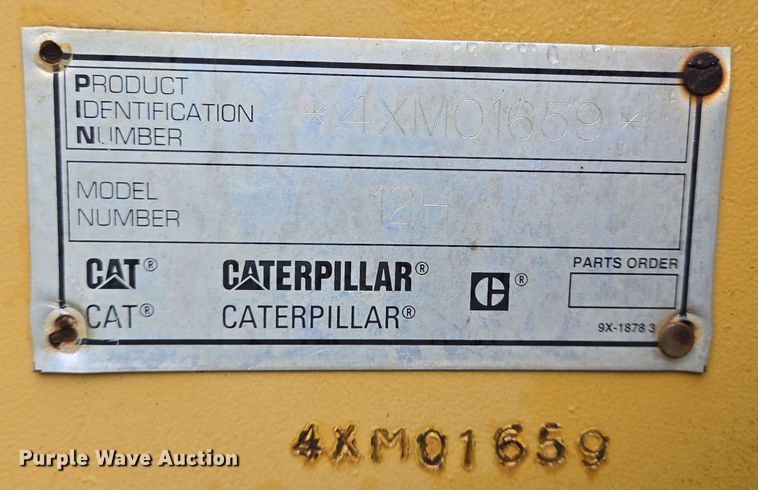 PRODUCT
IDENTIFICATION
NUMBER
*4XM01659*
MODEL
NUMBER
12H
CAT® CATERPILLAR® C ®
CAT® CATERPILLAR®
PARTS ORDER
9X-1878 3
4XM01659
Purple Wave Auction